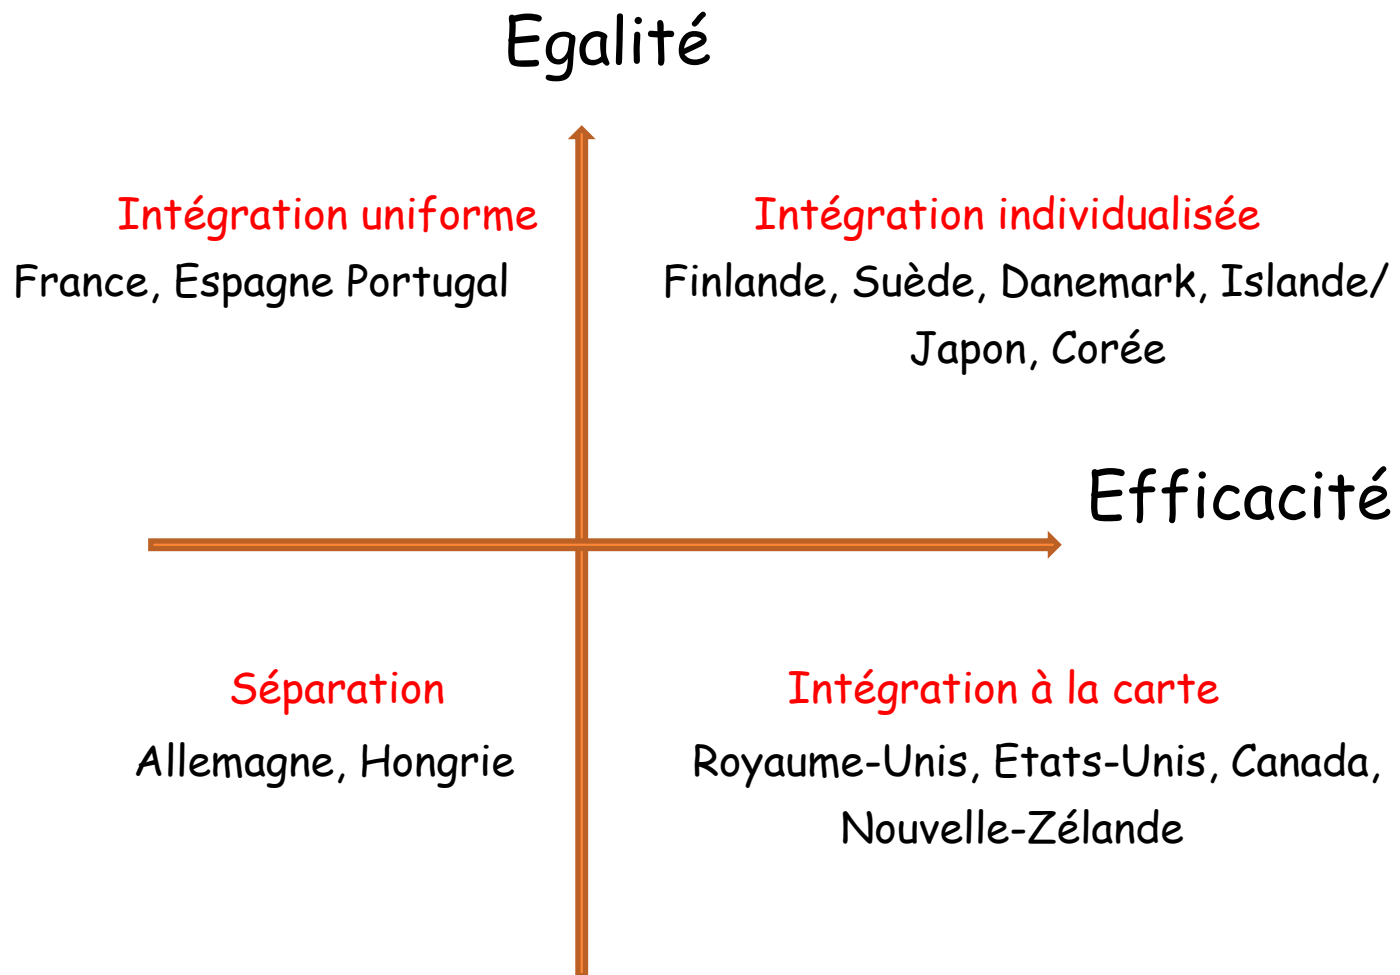 Egalité
Intégration uniforme
France, Espagne Portugal
Intégration individualisée
Finlande, Suède, Danemark, Islande/
Japon, Corée
Efficacité
Séparation
Allemagne, Hongrie
Intégration à la carte
Royaume-Unis, Etats-Unis, Canada,
Nouvelle-Zélande